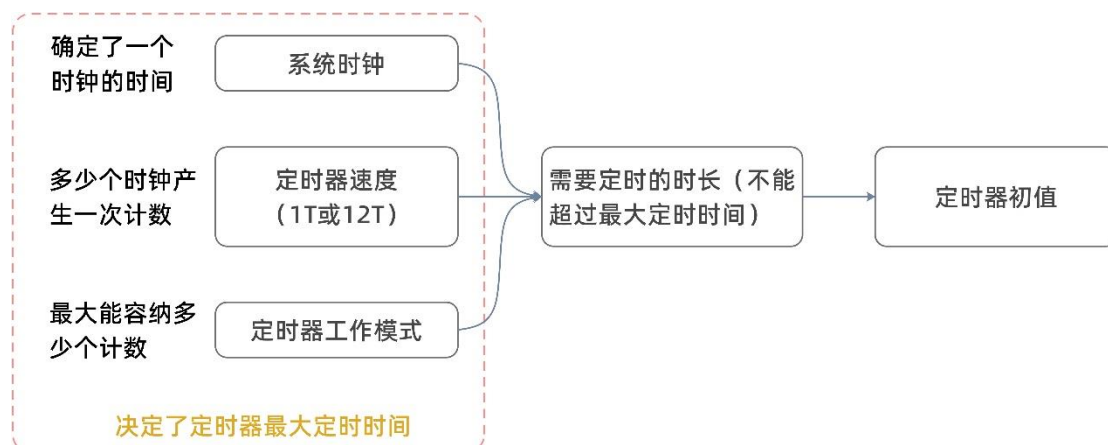 确定了一个
时钟的时间
系统时钟
多少个时钟产
生一次计数
定时器速度
（1T或12T）
需要定时的时长（不能
超过最大定时时间）
定时器初值
最大能容纳多
少个计数
定时器工作模式
决定了定时器最大定时时间